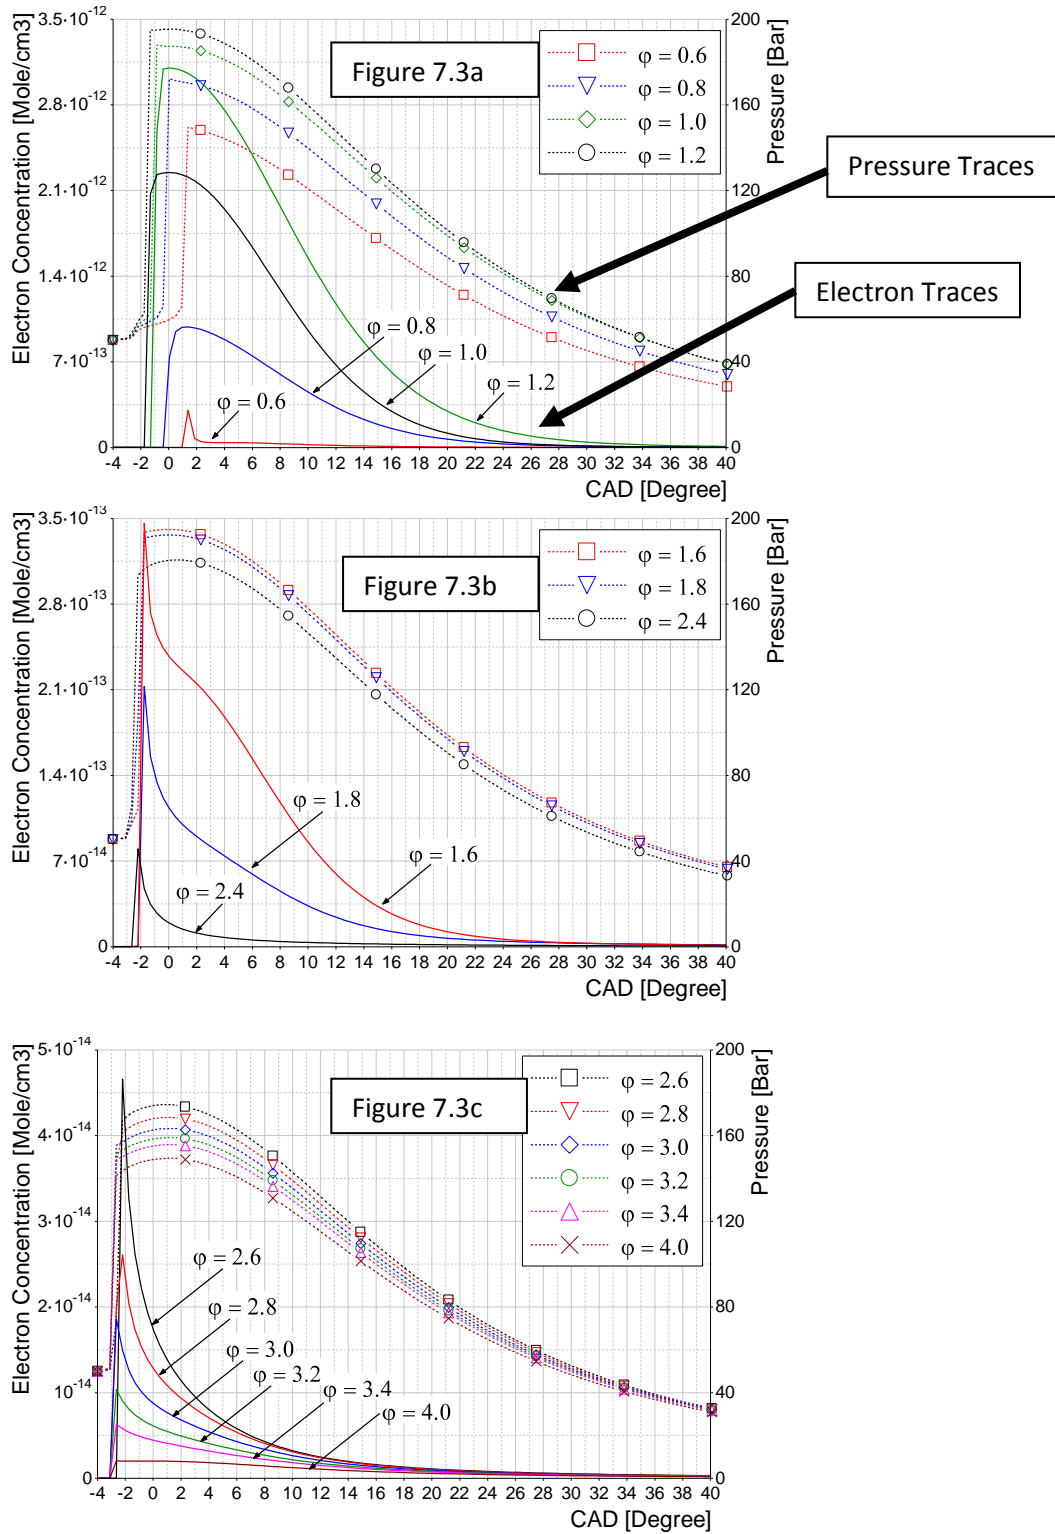 Figure 7.3a
Electron Concentration [Mole/cm3]
3.5·10-12
2.8·10-12
2.1·10-12
1.4·10-12
7·10-13
0
200
160
120
80
40
0
Pressure [Bar]
φ = 0.6
φ = 0.8
φ = 1.0
φ = 1.2
Pressure Traces
Electron Traces
φ = 0.8
φ = 1.0
φ = 1.2
φ = 0.6
-4 -2 0 2 4 6 8 10 12 14 16 18 20 22 24 26 28 30 32 34 36 38 40
CAD [Degree]
Figure 7.3b
Electron Concentration [Mole/cm3]
3.5·10-13
2.8·10-13
2.1·10-13
1.4·10-13
7·10-14
0
200
160
120
80
40
0
Pressure [Bar]
φ = 1.6
φ = 1.8
φ = 2.4
φ = 1.8
φ = 1.6
φ = 2.4
-4 -2 0 2 4 6 8 10 12 14 16 18 20 22 24 26 28 30 32 34 36 38 40
CAD [Degree]
Figure 7.3c
Electron Concentration [Mole/cm3]
5·10-14
4·10-14
3·10-14
2·10-14
10-14
0
200
160
120
80
40
0
Pressure [Bar]
φ = 2.6
φ = 2.8
φ = 3.0
φ = 3.2
φ = 3.4
φ = 4.0
φ = 2.6
φ = 2.8
φ = 3.0
φ = 3.2
φ = 3.4
φ = 4.0
-4 -2 0 2 4 6 8 10 12 14 16 18 20 22 24 26 28 30 32 34 36 38 40
CAD [Degree]